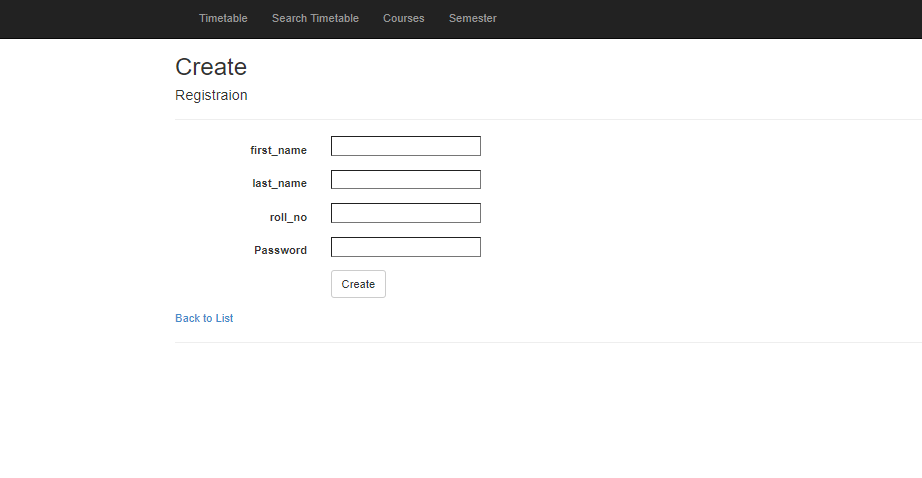 Timetable Search Timetable Courses Semester
Create
Registraion
first_name
last_name
roll_no
Password
Create
Back to List